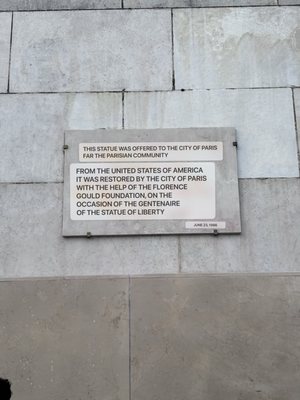 THIS STATUE WAS OFFERED TO THE CITY OF PARIS
FAR THE PARISIAN COMMUNITY
FROM THE UNITED STATES OF AMERICA
IT WAS RESTORED BY THE CITY OF PARIS
WITH THE HELP OF THE FLORENCE
GOULD FOUNDATION, ON THE
OCCASION OF THE GENTENAIRE
OF THE STATUE OF LIBERTY
JUNE 21, 1986